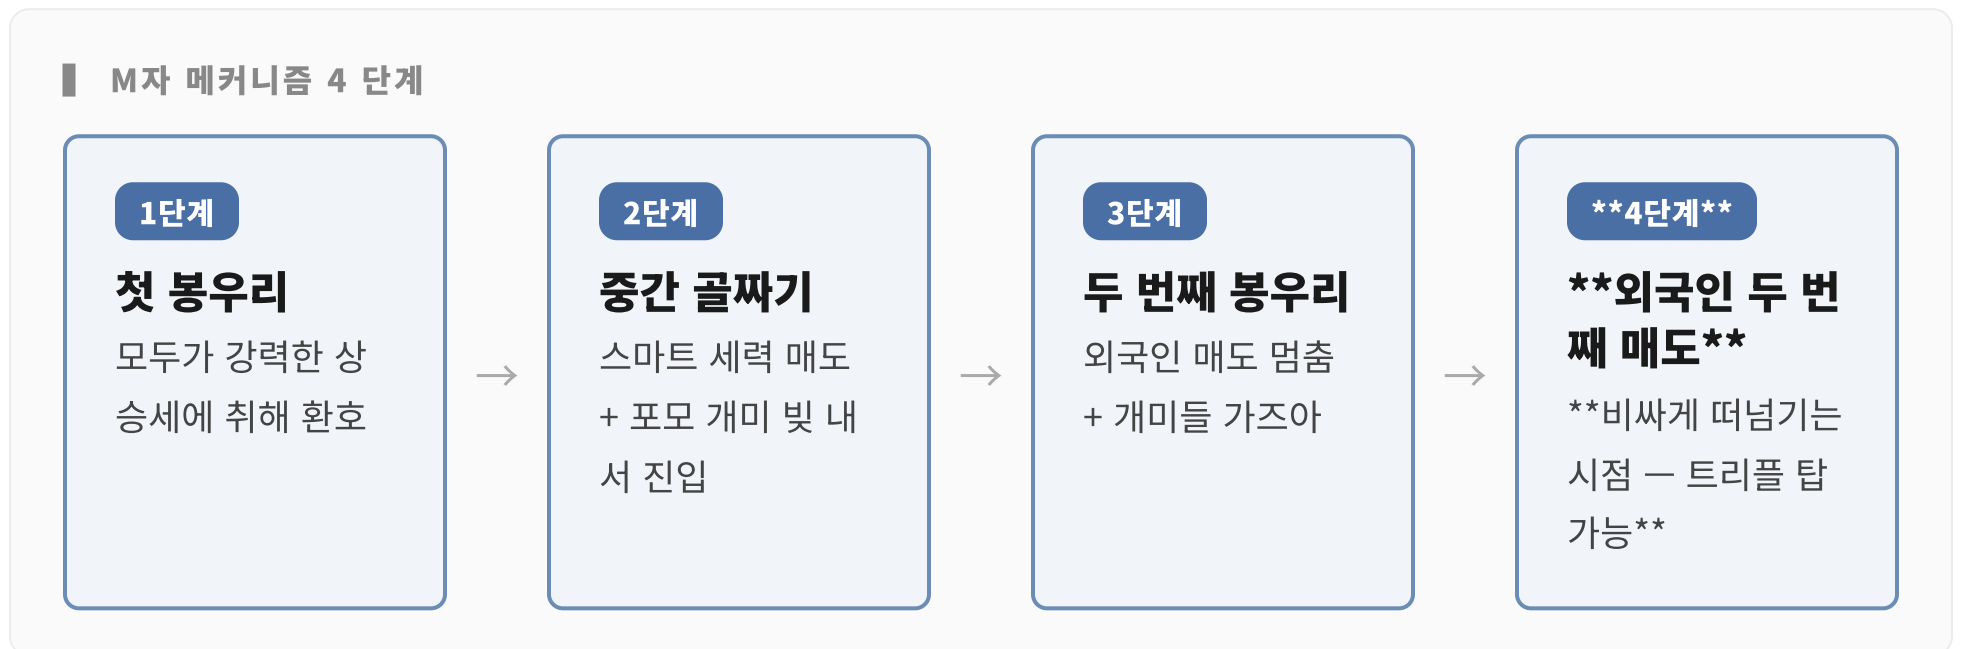 M자 메커니즘 4 단계
1단계
첫 봉우리
모두가 강력한 상
승세에 취해 환호
→
2단계
중간 골짜기
스마트 세력 매도
+ 포모 개미 빚 내
서 진입
→
3단계
두 번째 봉우리
외국인 매도 멈춤
+ 개미들 가즈아
→
**4단계**
**외국인 두 번
째 매도**
**비싸게 떠넘기는
시점 — 트리플 탑
가능**